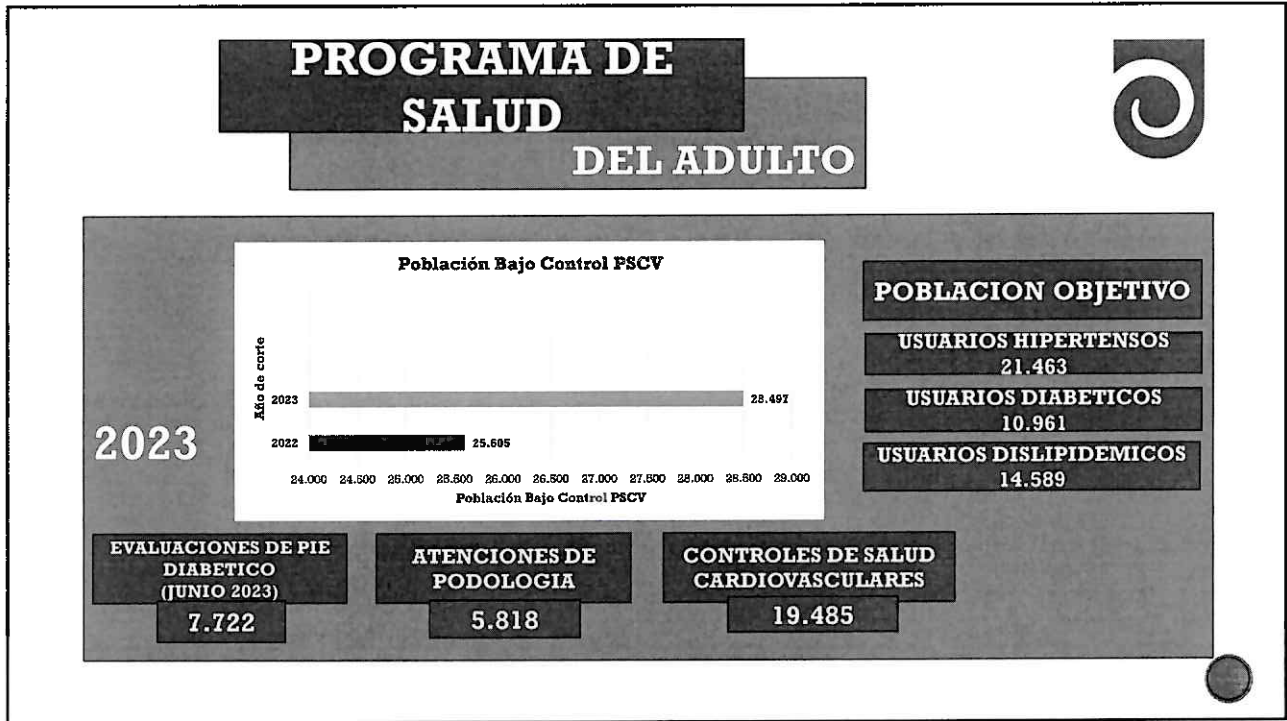 PROGRAMA DE
SALUD
DEL ADULTO
Población Bajo Control PSCV
Año de corte
2023
28.497
2022
25.605
24.000 24.500 25.000 25.500 26.000 26.500 27.000 27.500 28.000 28.500 29.000
Población Bajo Control PSCV
2023
POBLACION OBJETIVO
USUARIOS HIPERTENSOS
21.463
USUARIOS DIABETICOS
10.961
USUARIOS DISLIPIDEMICOS
14.589
EVALUACIONES DE PIE
DIABETICO
(JUNIO 2023)
7.722
ATENCIONES DE
PODOLOGIA
5.818
CONTROLES DE SALUD
CARDIOVASCULARES
19.485